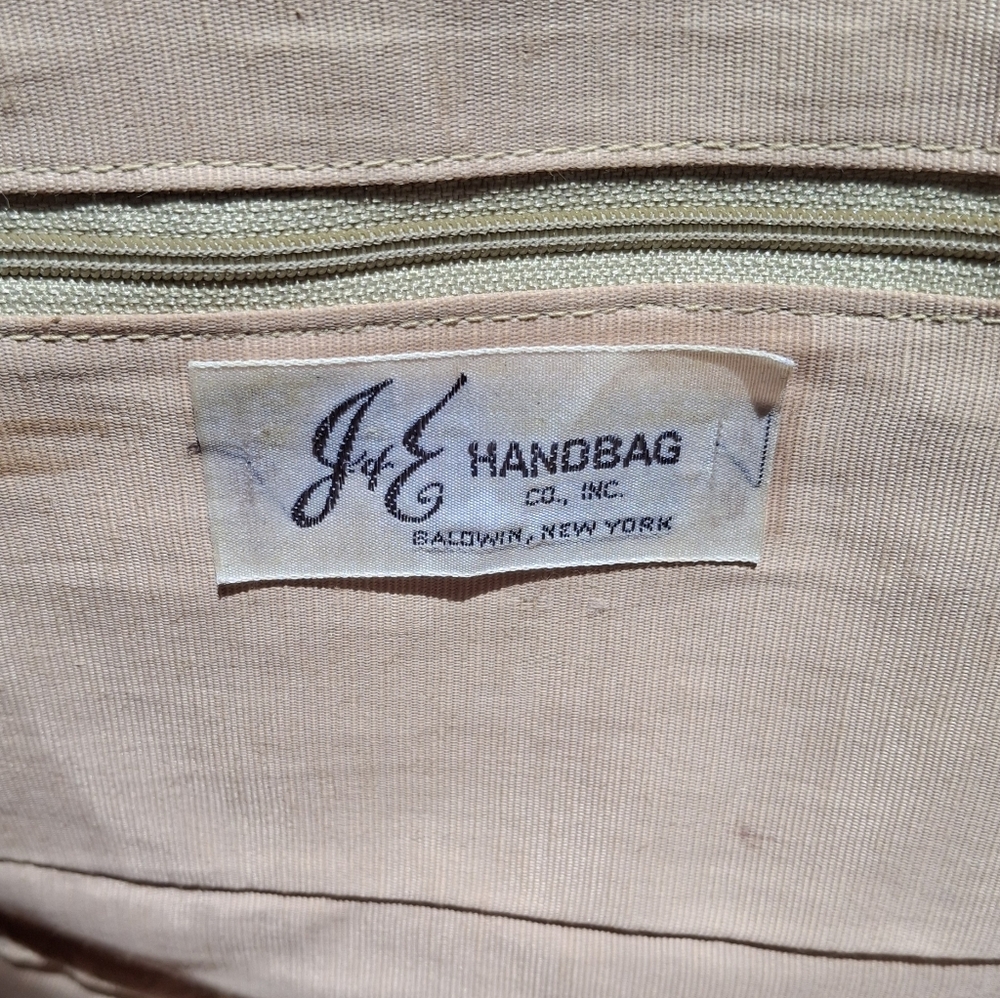 J & E HANDBAG
CO., INC.
BALDWIN, NEW YORK